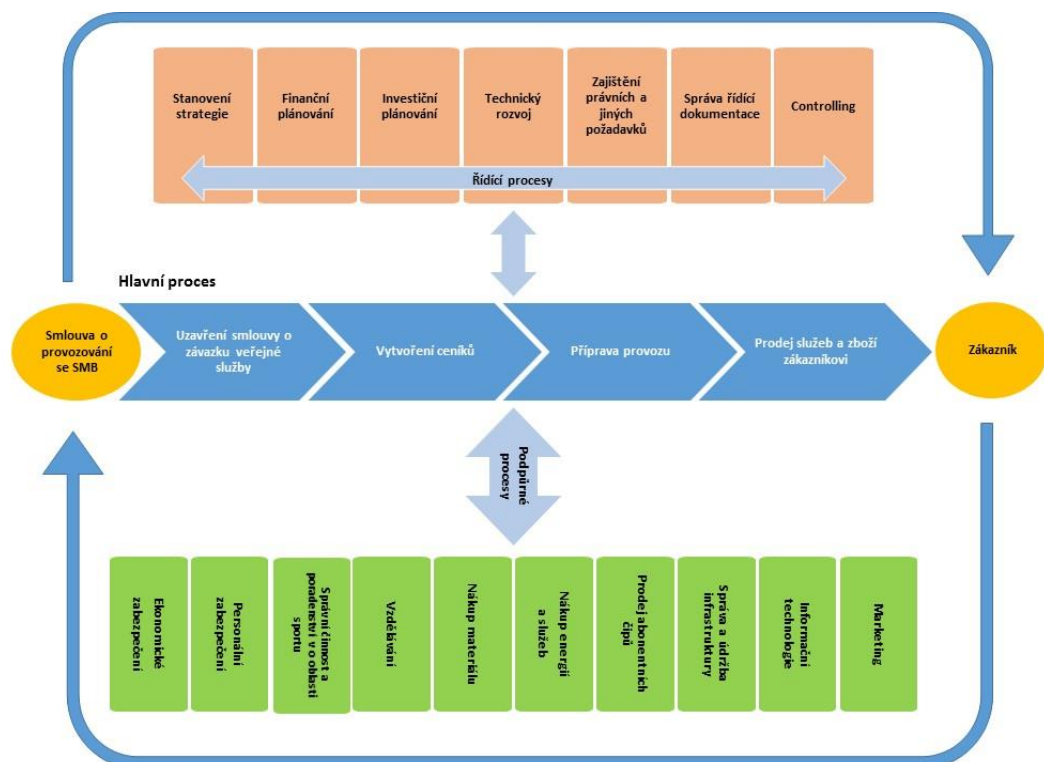 Stanovení
strategie
Finanční
plánování
Investiční
plánování
Technický
rozvoj
Zajištění
právních a
jiných
požadavků
Správa řídící
dokumentace
Controlling
Řídící procesy
Hlavní proces
Smlouva o
provozování
se SMB
Uzavření smlouvy o
závazku veřejné
služby
Vytvoření ceníků
Příprava provozu
Prodej služeb a zboží
zákazníkovi
Zákazník
Podpůrné
procesy
Ekonomické
zabezpečení
Personální
zabezpečení
Správní činnost a
poradenství v o oblasti
sportu
Vzdělávání
Nákup materiálu
Nákup energií
a služeb
Prodej abonentních
čipů
Správa a údržba
infrastruktury
Informační
technologie
Marketing